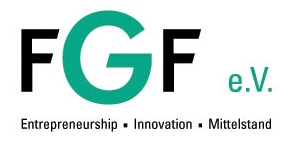 FGF e.V.
Entrepreneurship ▪ Innovation ▪ Mittelstand